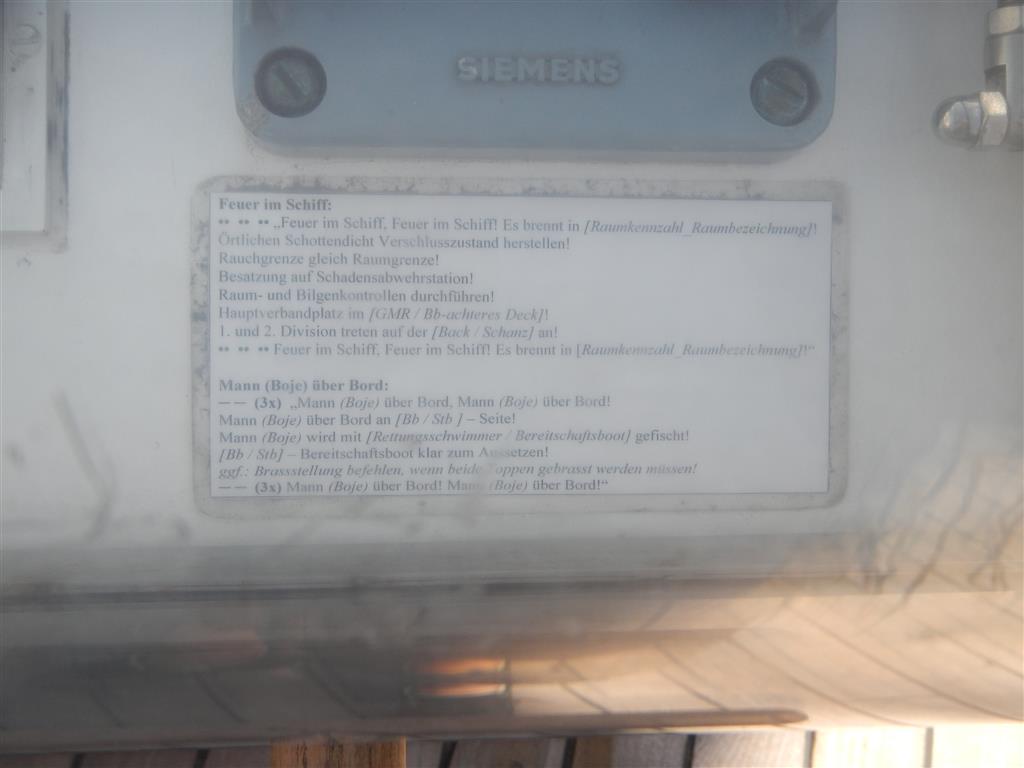 SIEMENS
Feuer im Schiff:
•• •• •• „Feuer im Schiff, Feuer im Schiff! Es brennt in [Raumkennzahl_Raumbezeichnung]!
Örtlichen Schottendicht Verschlusszustand herstellen!
Rauchgrenze gleich Raumgrenze!
Besatzung auf Schadensabwehrstation!
Raum- und Bilgenkontrollen durchführen!
Hauptverbandplatz im [GMR / Bb-achteres Deck]!
1. und 2. Division treten auf der [Back / Schanz] an!
•• •• •• Feuer im Schiff, Feuer im Schiff! Es brennt in [Raumkennzahl_Raumbezeichnung]!“
Mann (Boje) über Bord:
– – (3x) „Mann (Boje) über Bord, Mann (Boje) über Bord!
Mann (Boje) über Bord an [Bb / Stb ] – Seite!
Mann (Boje) wird mit [Rettungsschwimmer / Bereitschaftsboot] gefischt!
[Bb / Stb] – Bereitschaftsboot klar zum Aussetzen!
ggf.: Brassstellung befehlen, wenn beide Toppen gebrasst werden müssen!
– – (3x) Mann (Boje) über Bord! Mann (Boje) über Bord!“